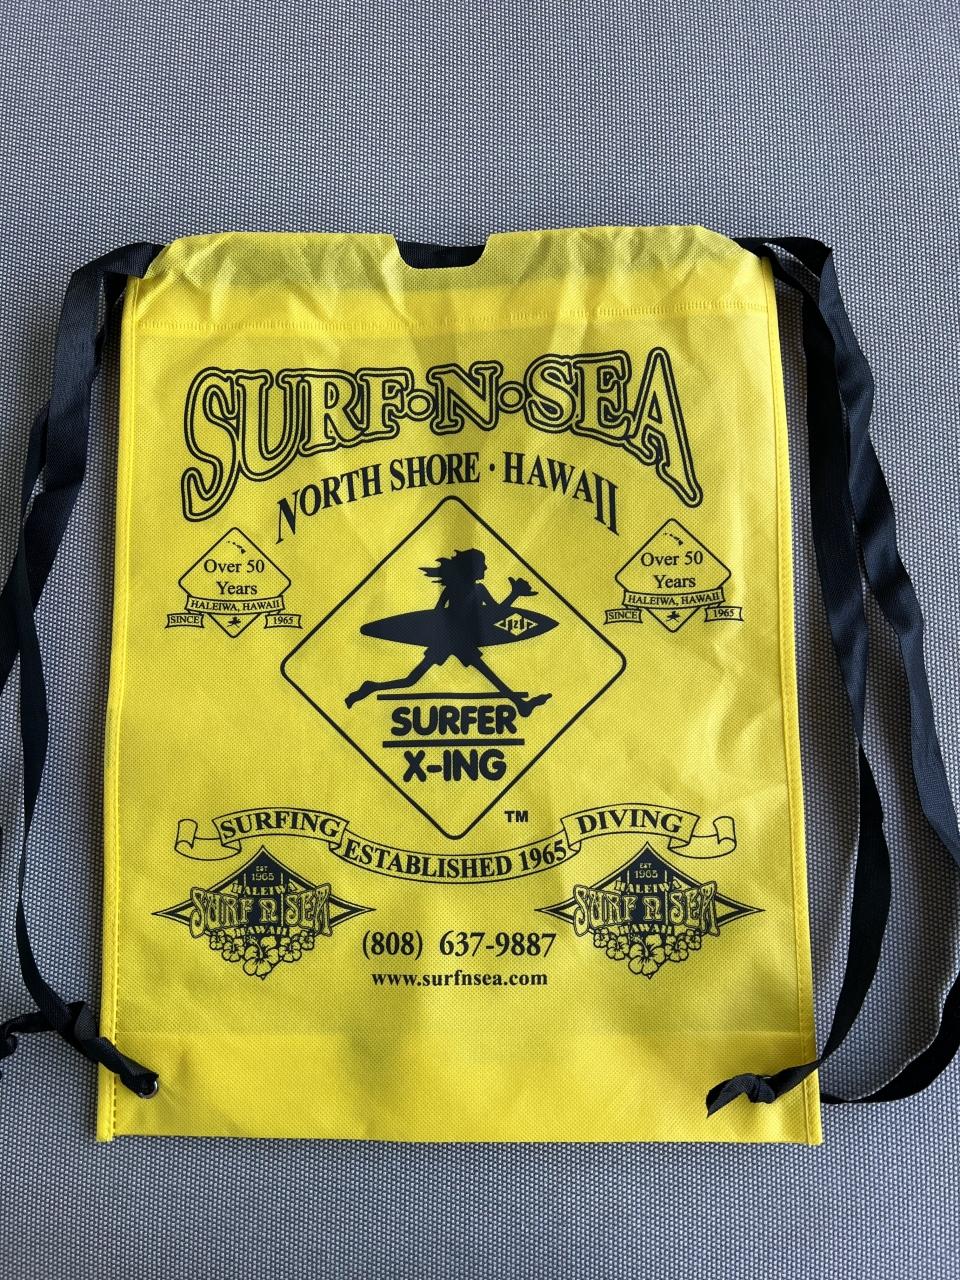 SURF·N·SEA
NORTH SHORE · HAWAII
Over 50
Years
HALEIWA, HAWAII
SINCE 1965
Over 50
Years
HALEIWA, HAWAII
SINCE 1965
SURFER
X-ING
TM
SURFING
ESTABLISHED 1965
DIVING
EST
1965
HALEIWA
SURF N SEA
HAWAII
EST
1965
HALEIWA
SURF N SEA
HAWAII
(808) 637-9887
www.surfnsea.com